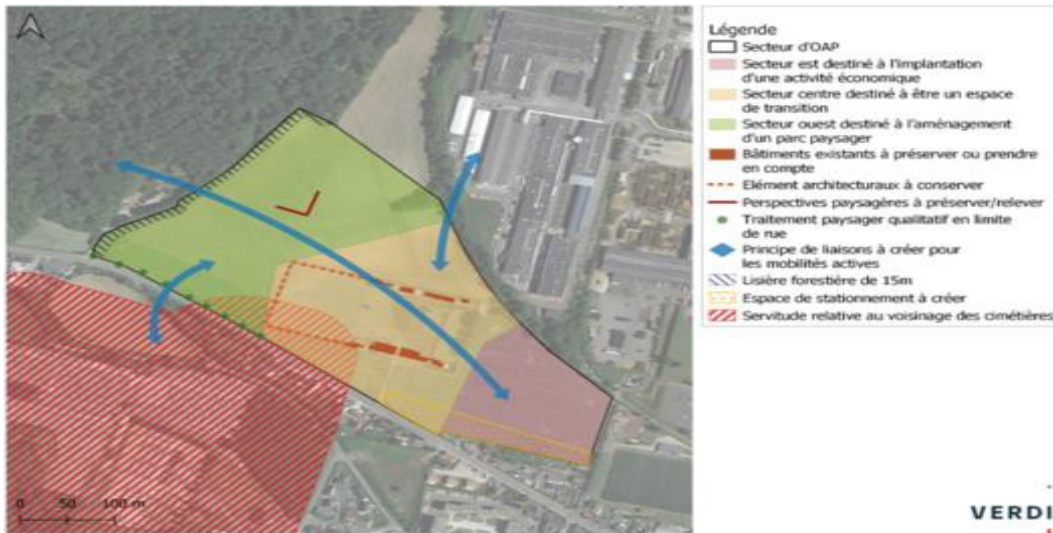 Légende
Secteur d'OAP
Secteur est destiné à l'implantation
d'une activité économique
Secteur centre destiné à être un espace
de transition
Secteur ouest destiné à l'aménagement
d'un parc paysager
Bâtiments existants à préserver ou prendre
en compte
Elément architecturaux à conserver
Perspectives paysagères à préserver/relever
Traitement paysager qualitatif en limite
de rue
Principe de liaisons à créer pour
les mobilités actives
Lisière forestière de 15m
Espace de stationnement à créer
Servitude relative au voisinage des cimétières
0 50 100 m
VERDI